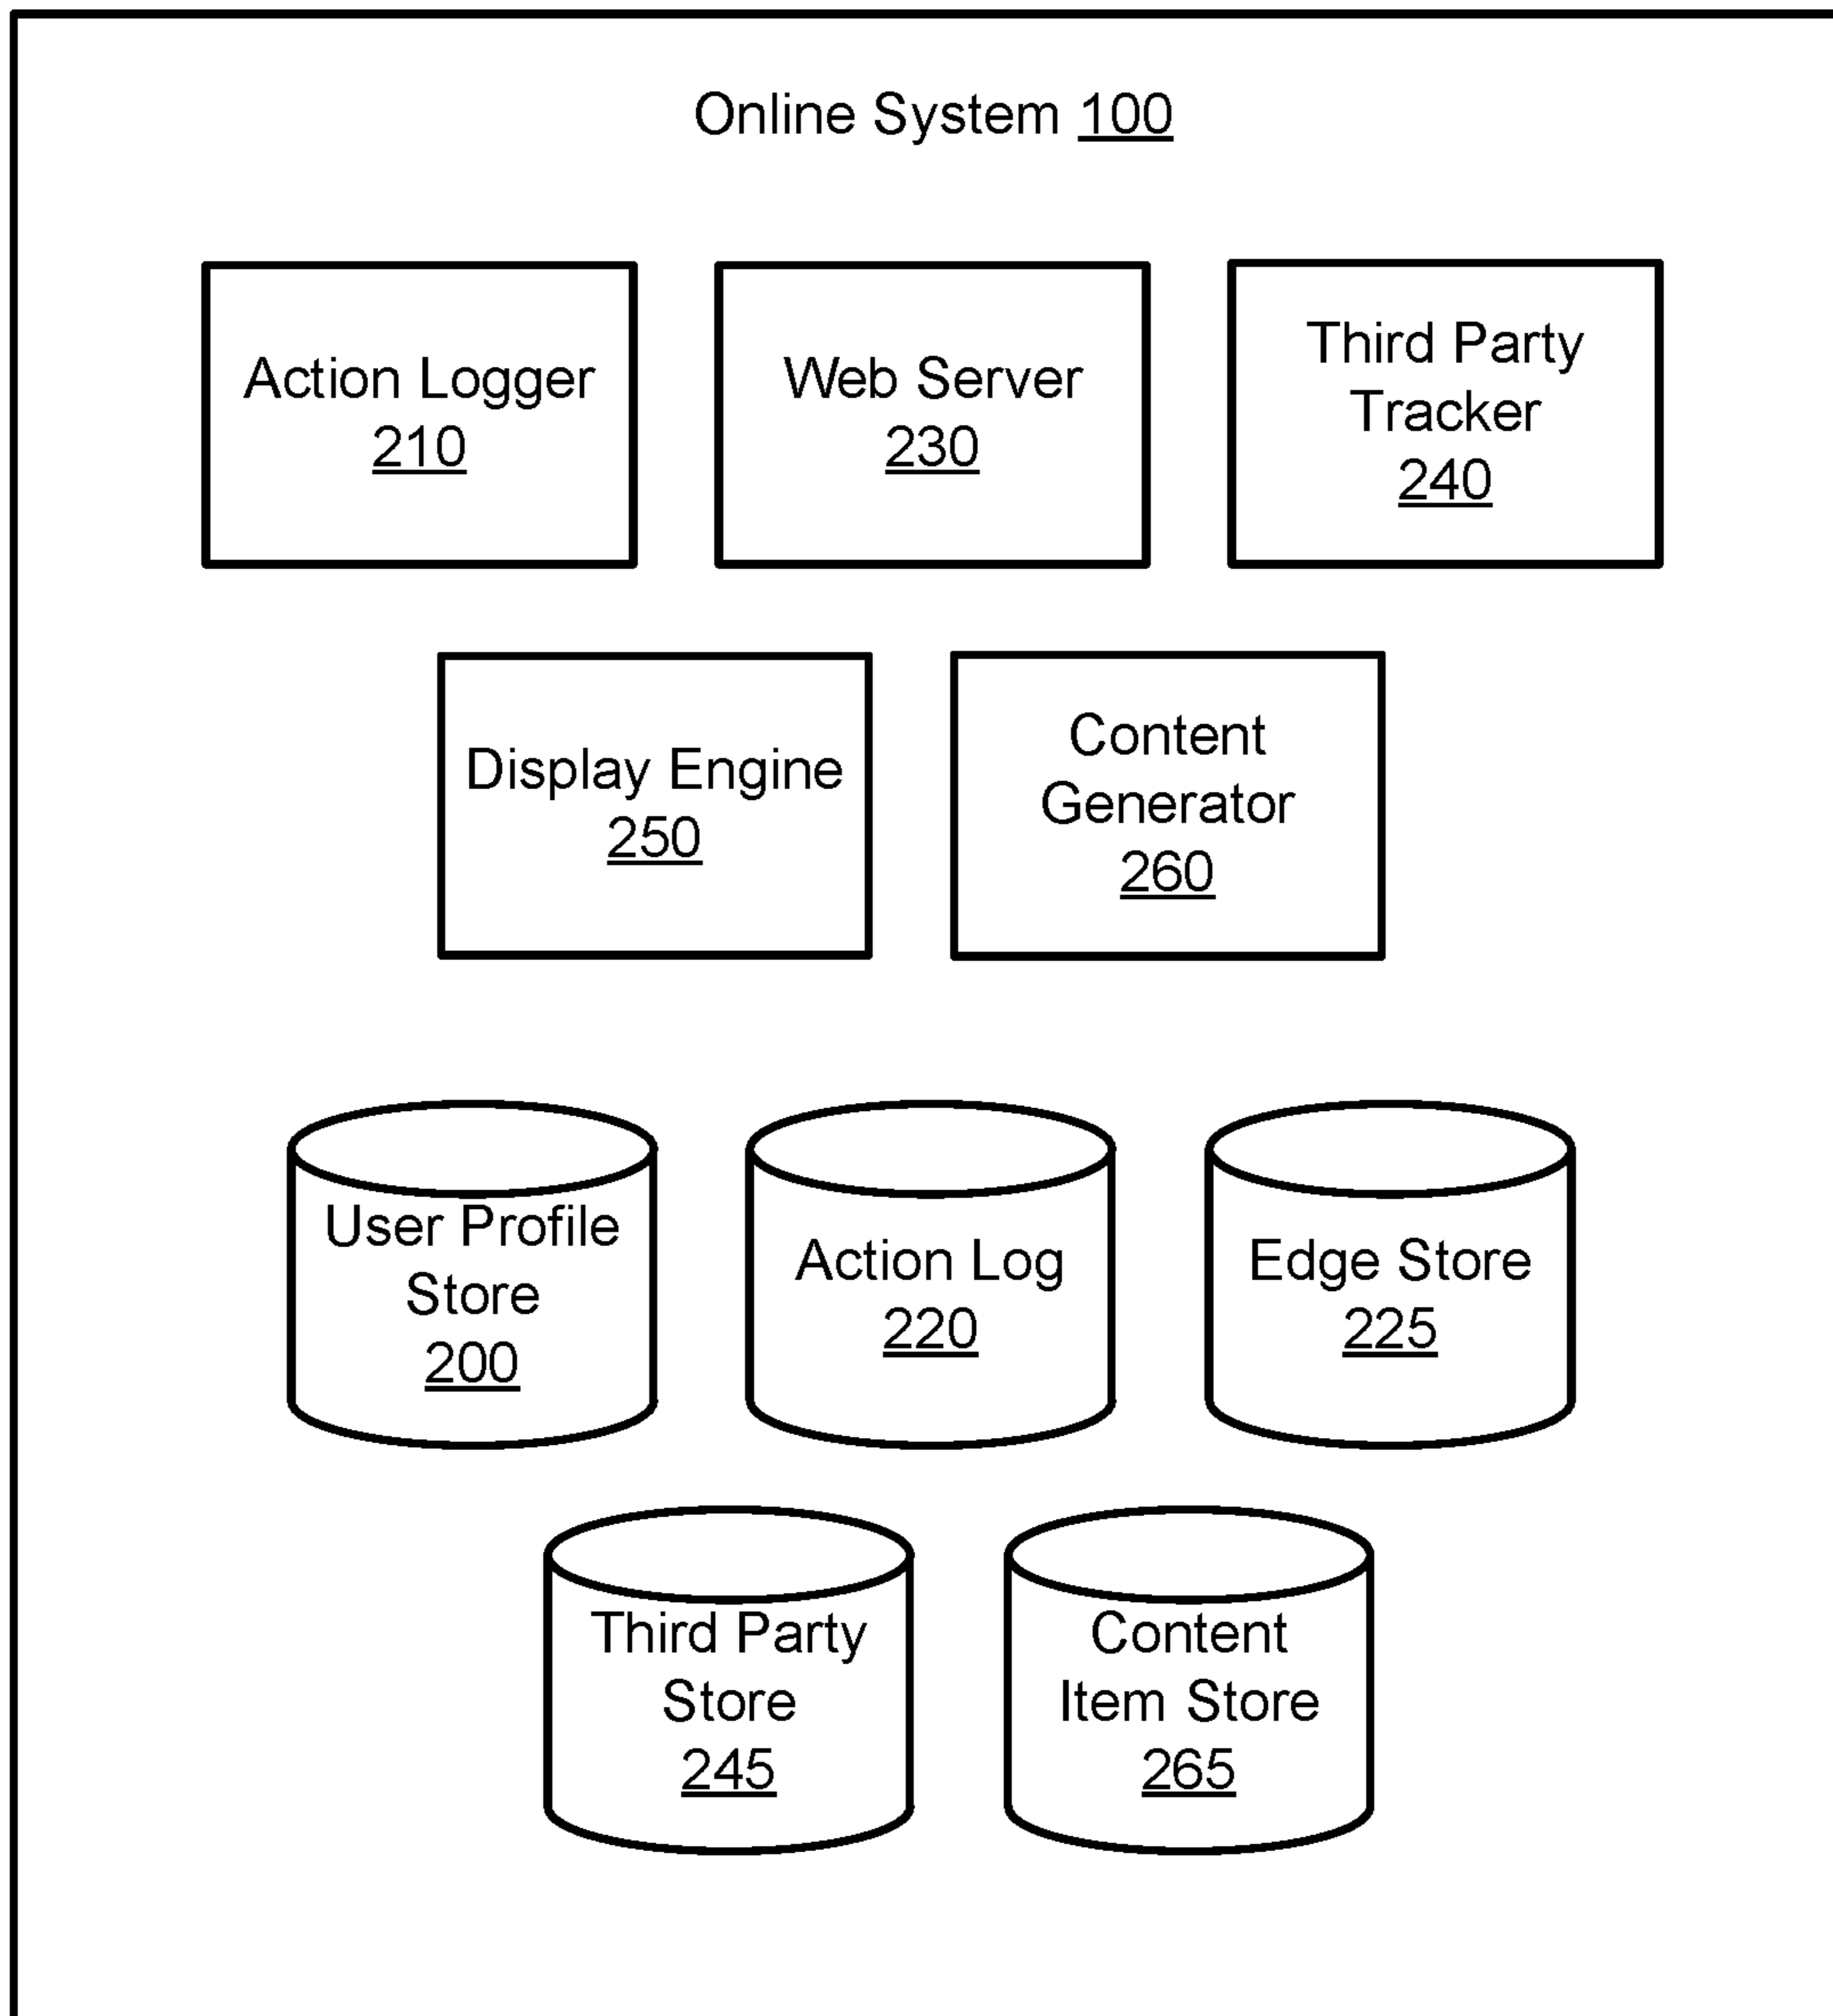 Online System 100
Action Logger
210
Web Server
230
Third Party
Tracker
240
Display Engine
250
Content
Generator
260
User Profile
Store
200
Action Log
220
Edge Store
225
Third Party
Store
245
Content
Item Store
265